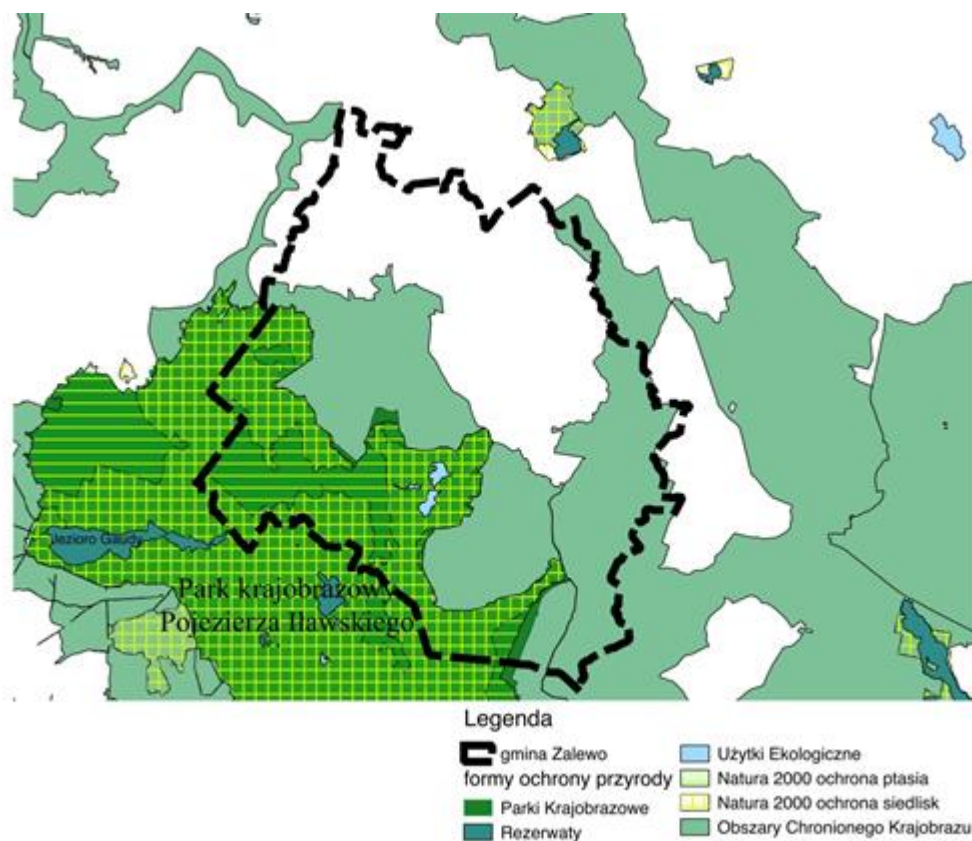 Jezioro Gaudy
Park krajobrazowy
Pojezierza Iławskiego
Legenda
gmina Zalewo
formy ochrony przyrody
Parki Krajobrazowe
Rezerwaty
Użytki Ekologiczne
Natura 2000 ochrona ptasia
Natura 2000 ochrona siedlisk
Obszary Chronionego Krajobrazu